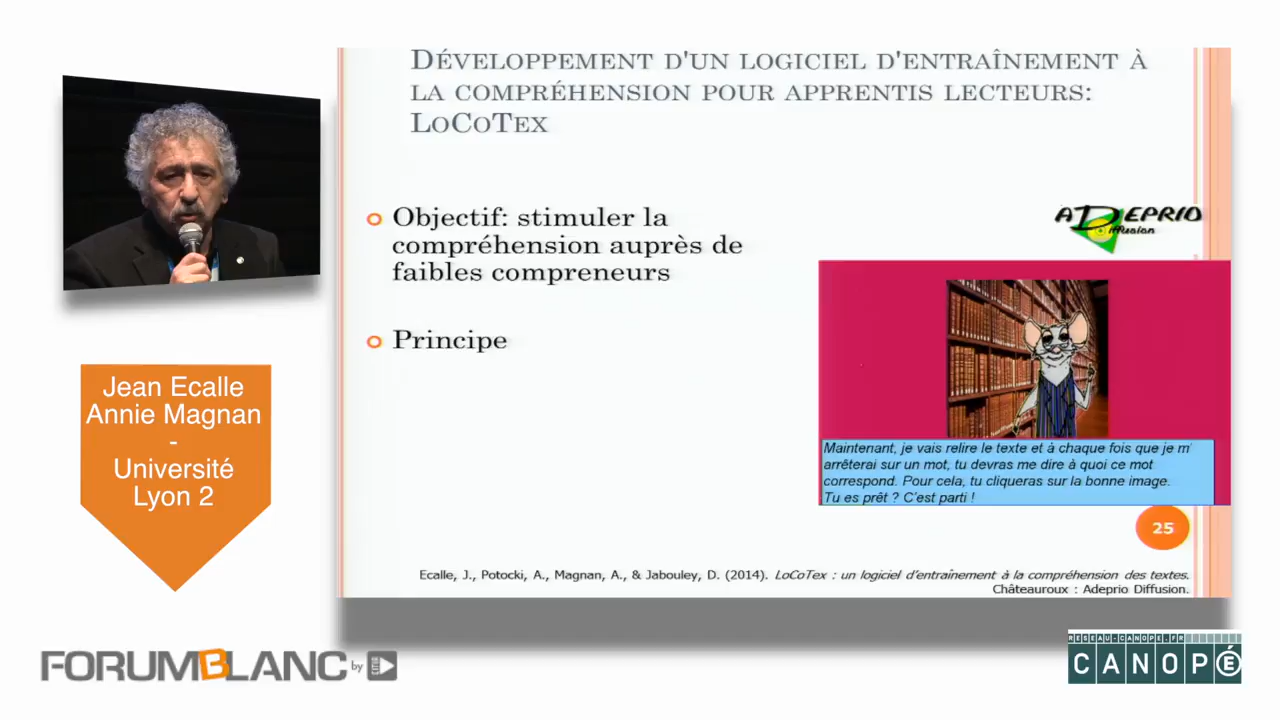 DÉVELOPPEMENT D'UN LOGICIEL D'ENTRAÎNEMENT À
LA COMPRÉHENSION POUR APPRENTIS LECTEURS:
LOCOTEX
Objectif: stimuler la
compréhension auprès de
faibles compreneurs
Principe
ADEPRIO
Diffusion
Maintenant, je vais relire le texte et à chaque fois que je m'
arrêterai sur un mot, tu devras me dire à quoi ce mot
correspond. Pour cela, tu cliqueras sur la bonne image.
Tu es prêt ? C'est parti !
25
Ecalle, J., Potocki, A., Magnan, A., & Jabouley, D. (2014). LoCoTex : un logiciel d'entraînement à la compréhension des textes.
Châteauroux : Adeprio Diffusion.
Jean Ecalle
Annie Magnan
-
Université
Lyon 2
FORUMBLANC by
RESEAU-CANOPE.FR
CANOPÉ